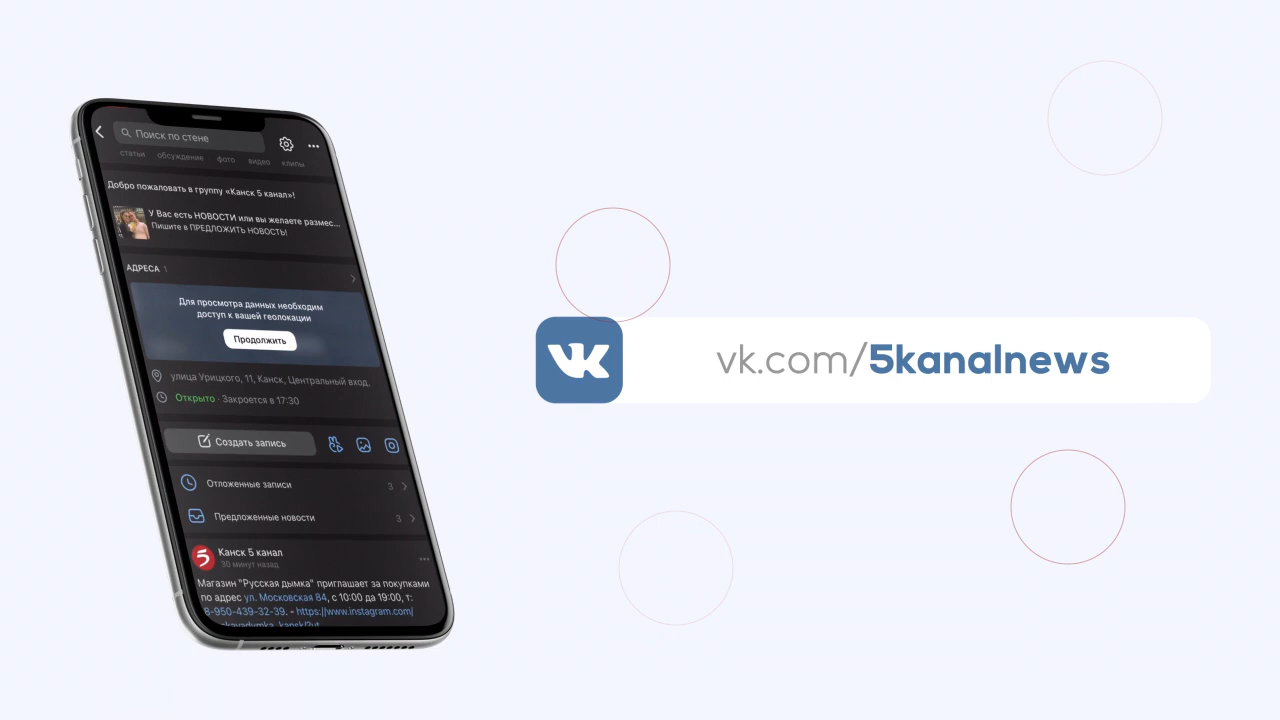 Поиск по стене
статьи обсуждение фото видео клипы
Добро пожаловать в группу «Канск 5 канал»!
У Вас есть НОВОСТИ или вы желаете размес...
Пишите в ПРЕДЛОЖИТЬ НОВОСТЬ!
АДРЕСА 1
Для просмотра данных необходим
доступ к вашей геолокации
Продолжить
улица Урицкого, 11, Канск, Центральный вход.
Открыто · Закроется в 17:30
Создать запись
Отложенные записи 3
Предложенные новости 3
5 Канск 5 канал
30 минут назад
Магазин "Русская дымка" приглашает за покупками
по адрес ул. Московская 84, с 10:00 до 19:00, т:
8-950-439-32-39. - https://www.instagram.com/
vk.com/5kanalnews